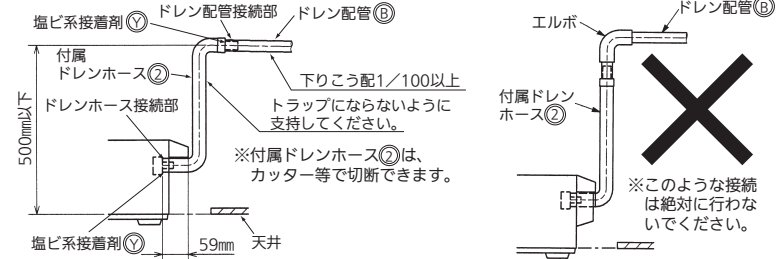 塩ビ系接着剤Ⓨ
ドレン配管接続部
ドレン配管Ⓑ
付属
ドレンホース②
下りこう配1／100以上
ドレンホース接続部
トラップにならないように
支持してください。
500㎜以下
※付属ドレンホース②は、
カッター等で切断できます。
塩ビ系接着剤Ⓨ
59㎜
天井
エルボ
ドレン配管Ⓑ
付属ドレン
ホース②
※このような接続
は絶対に行わな
いでください。